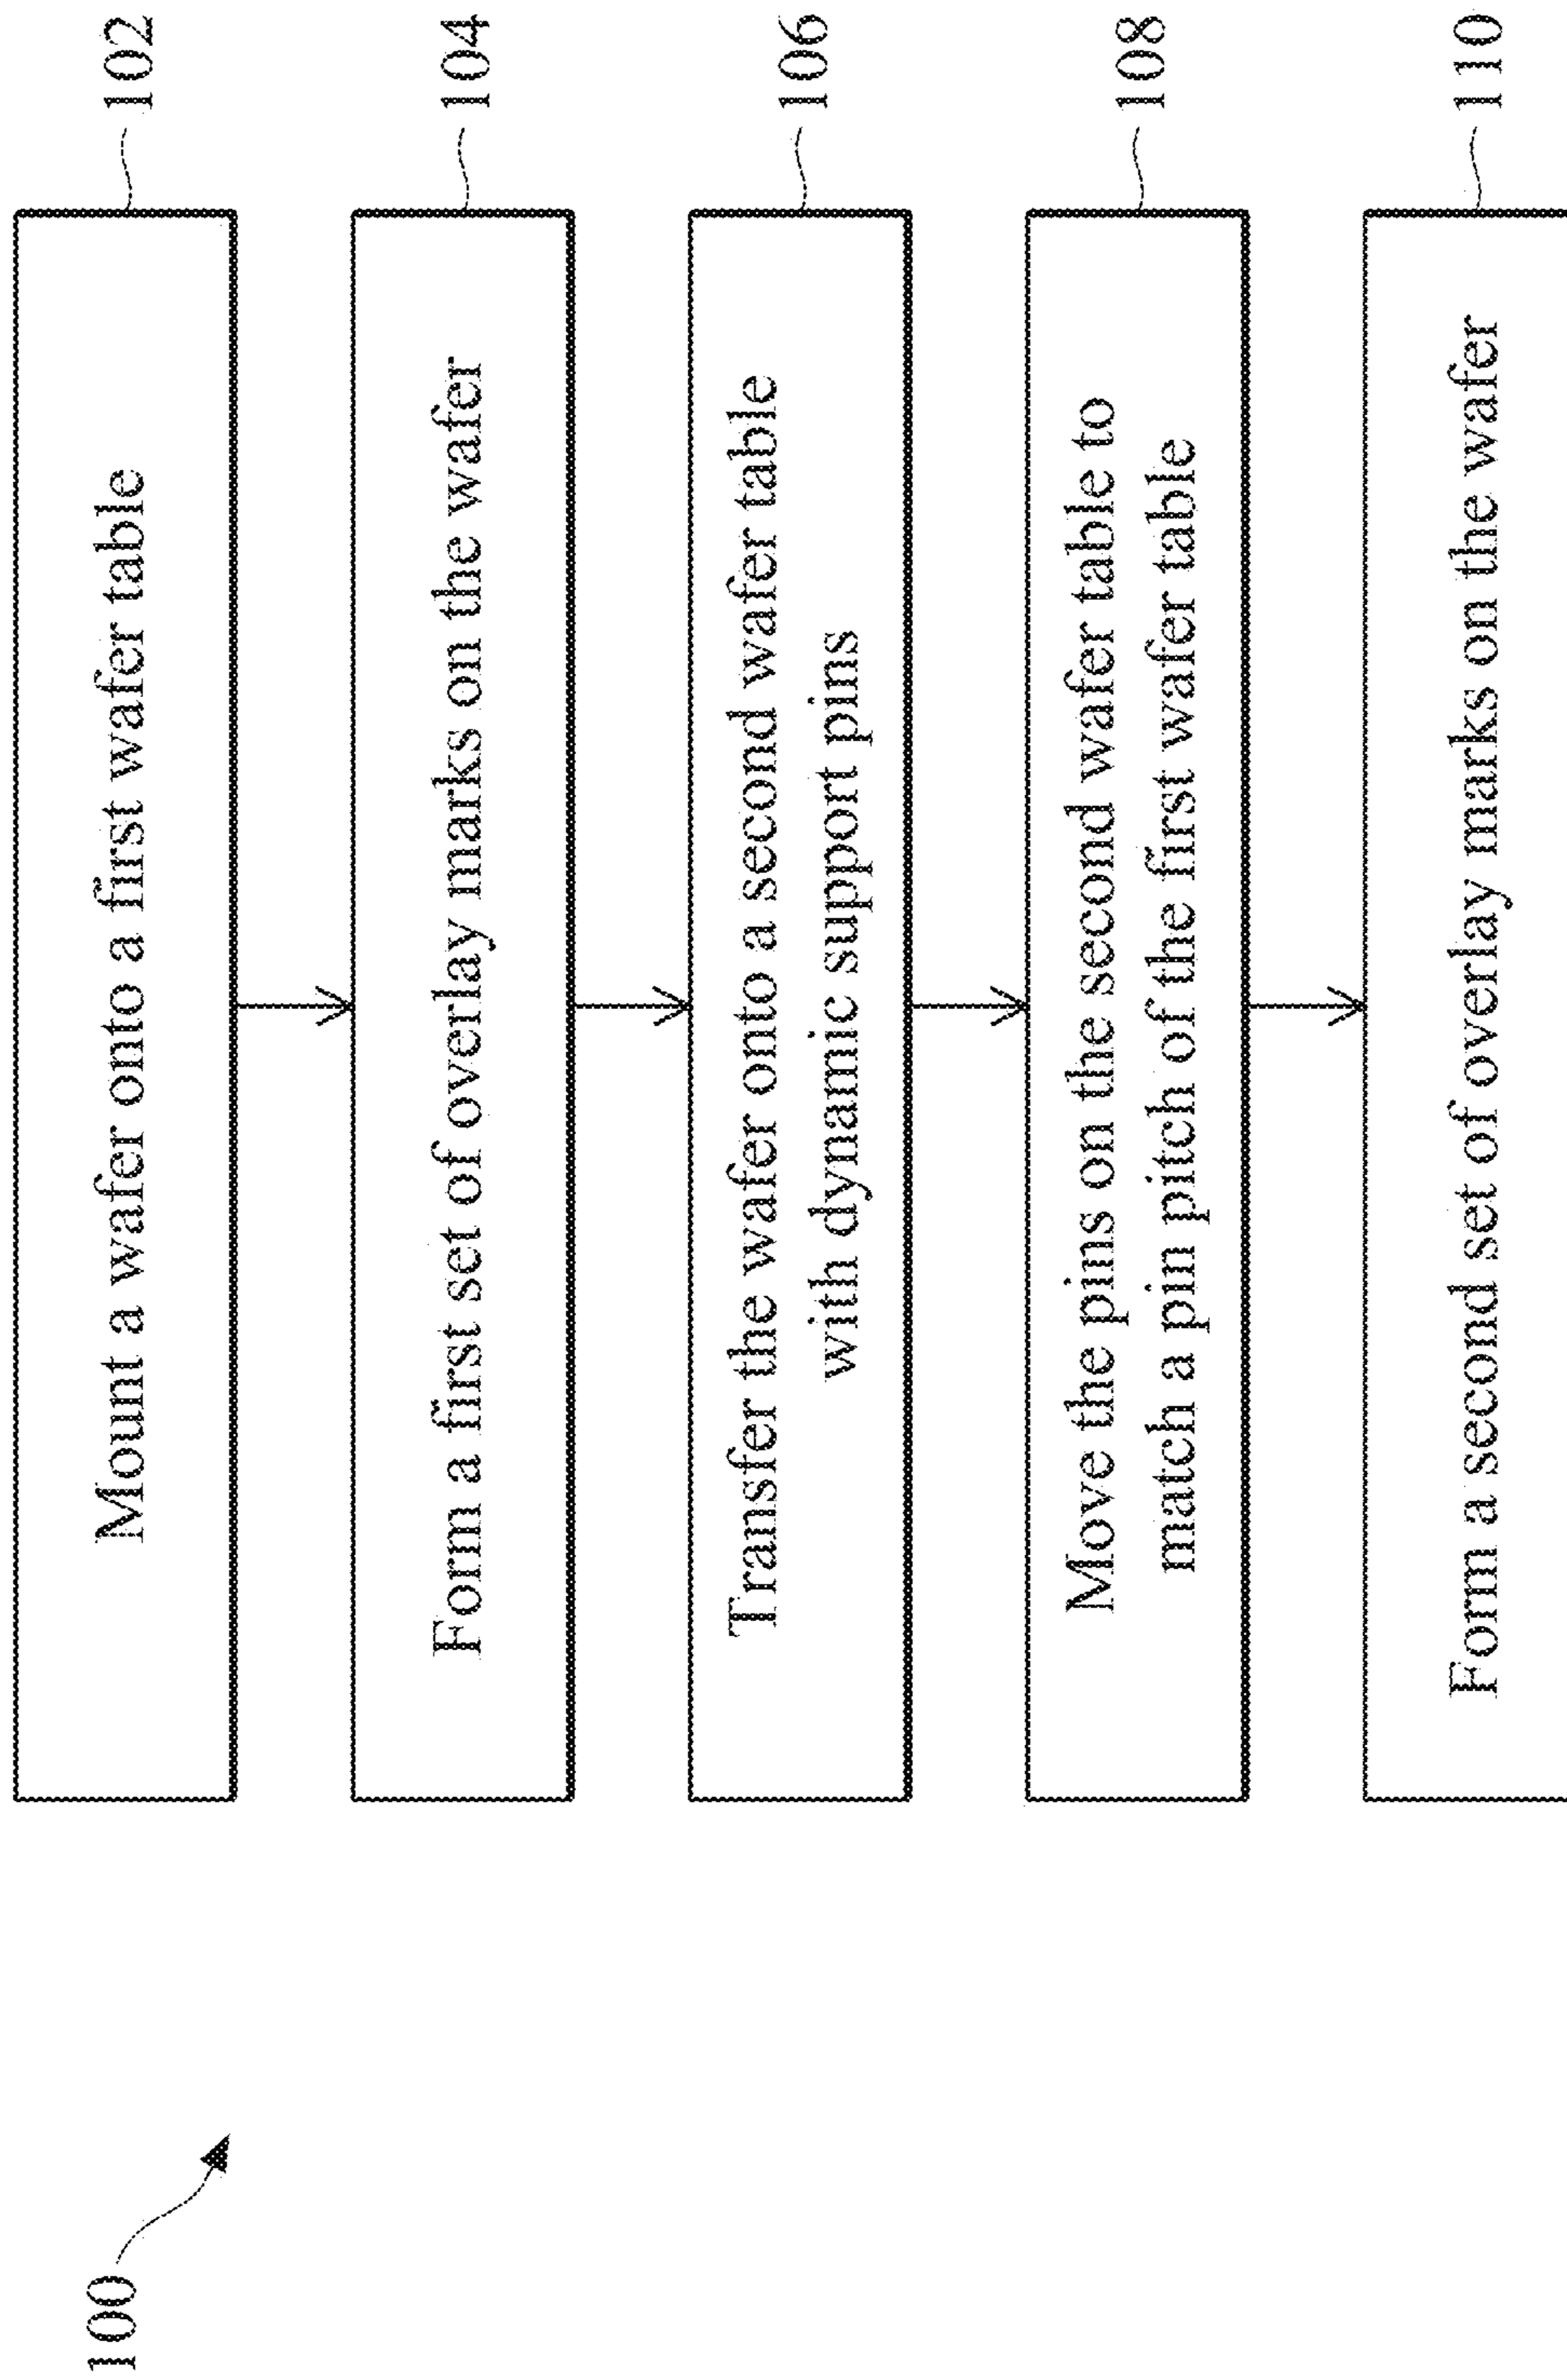 100
Mount a wafer onto a first wafer table
102
Form a first set of overlay marks on the wafer
104
Transfer the wafer onto a second wafer table
with dynamic support pins
106
Move the pins on the second wafer table to
match a pin pitch of the first wafer table
108
Form a second set of overlay marks on the wafer
110